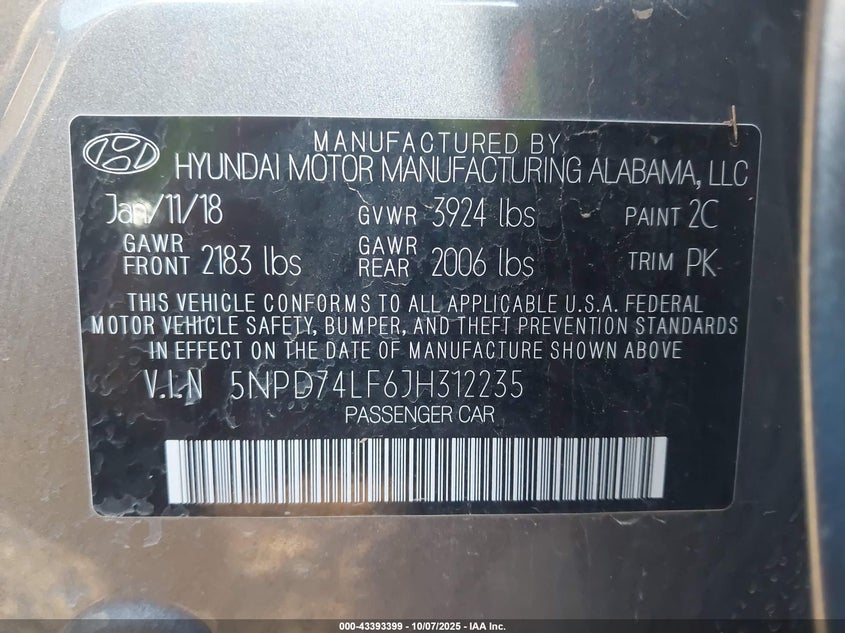 MANUFACTURED BY
HYUNDAI MOTOR MANUFACTURING ALABAMA, LLC
Jan/11/18 GVWR 3924 lbs PAINT 2C
GAWR FRONT 2183 lbs GAWR REAR 2006 lbs TRIM PK
THIS VEHICLE CONFORMS TO ALL APPLICABLE U.S.A. FEDERAL
MOTOR VEHICLE SAFETY, BUMPER, AND THEFT PREVENTION STANDARDS
IN EFFECT ON THE DATE OF MANUFACTURE SHOWN ABOVE
V.I.N 5NPD74LF6JH312235
PASSENGER CAR
000-43393399 - 10/07/2025 - IAA Inc.